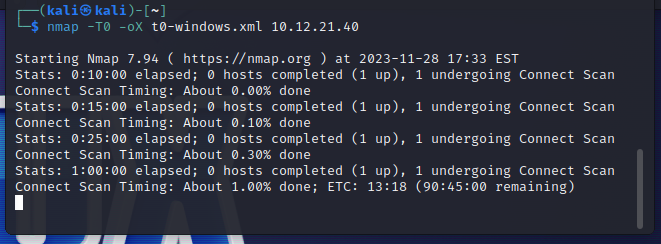 ┌──(kali㉿kali)-[~]
└─$ nmap -T0 -oX t0-windows.xml 10.12.21.40
Starting Nmap 7.94 ( https://nmap.org ) at 2023-11-28 17:33 EST
Stats: 0:10:00 elapsed; 0 hosts completed (1 up), 1 undergoing Connect Scan
Connect Scan Timing: About 0.00% done
Stats: 0:15:00 elapsed; 0 hosts completed (1 up), 1 undergoing Connect Scan
Connect Scan Timing: About 0.10% done
Stats: 0:25:00 elapsed; 0 hosts completed (1 up), 1 undergoing Connect Scan
Connect Scan Timing: About 0.30% done
Stats: 1:00:00 elapsed; 0 hosts completed (1 up), 1 undergoing Connect Scan
Connect Scan Timing: About 1.00% done; ETC: 13:18 (90:45:00 remaining)